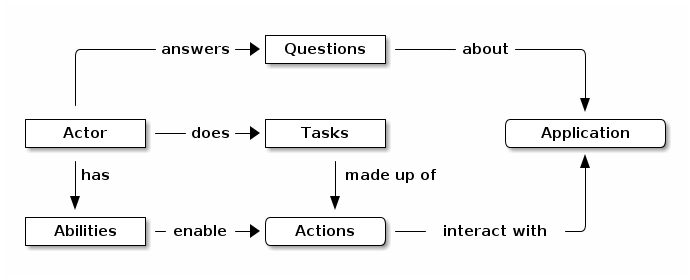 answers Questions about
Actor does Tasks Application
has made up of
Abilities enable Actions interact with